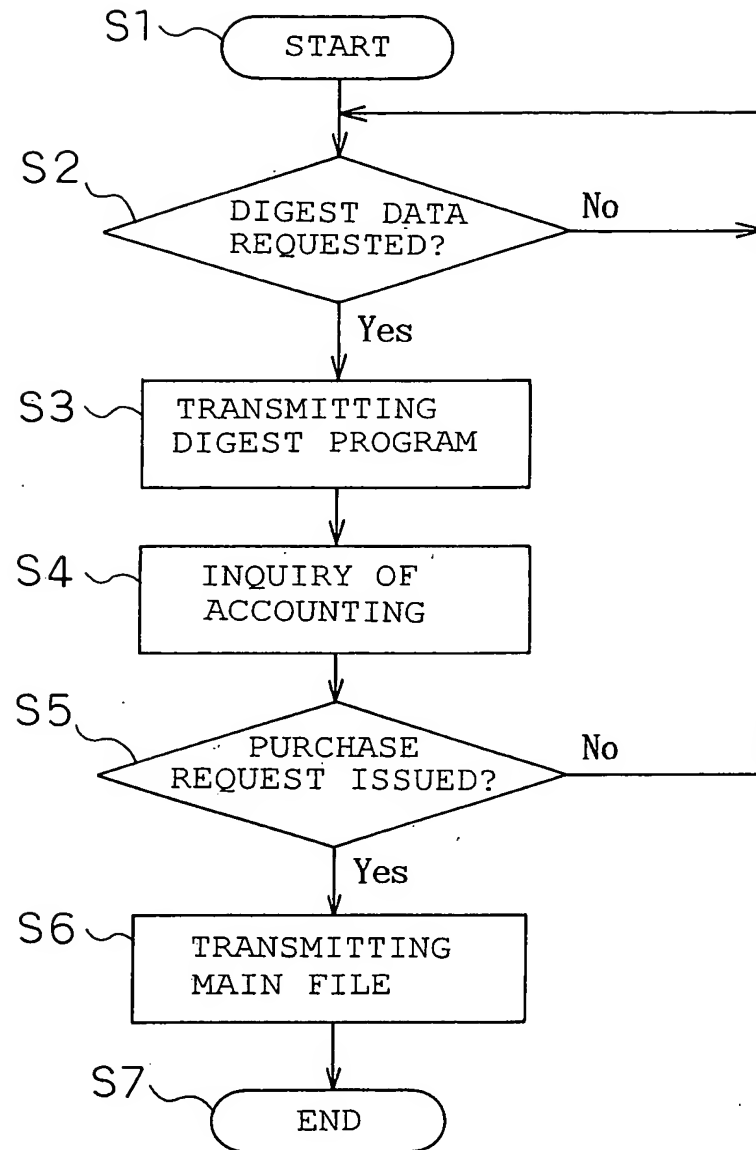 S1
START
S2
DIGEST DATA
REQUESTED?
No
Yes
S3
TRANSMITTING
DIGEST PROGRAM
S4
INQUIRY OF
ACCOUNTING
S5
PURCHASE
REQUEST ISSUED?
No
Yes
S6
TRANSMITTING
MAIN FILE
S7
END